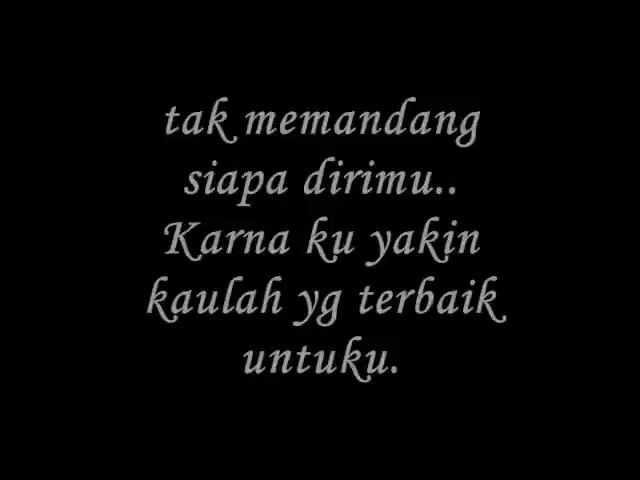 tak memandang
siapa dirimu..
Karna ku yakin
kaulah yg terbaik
untuku.